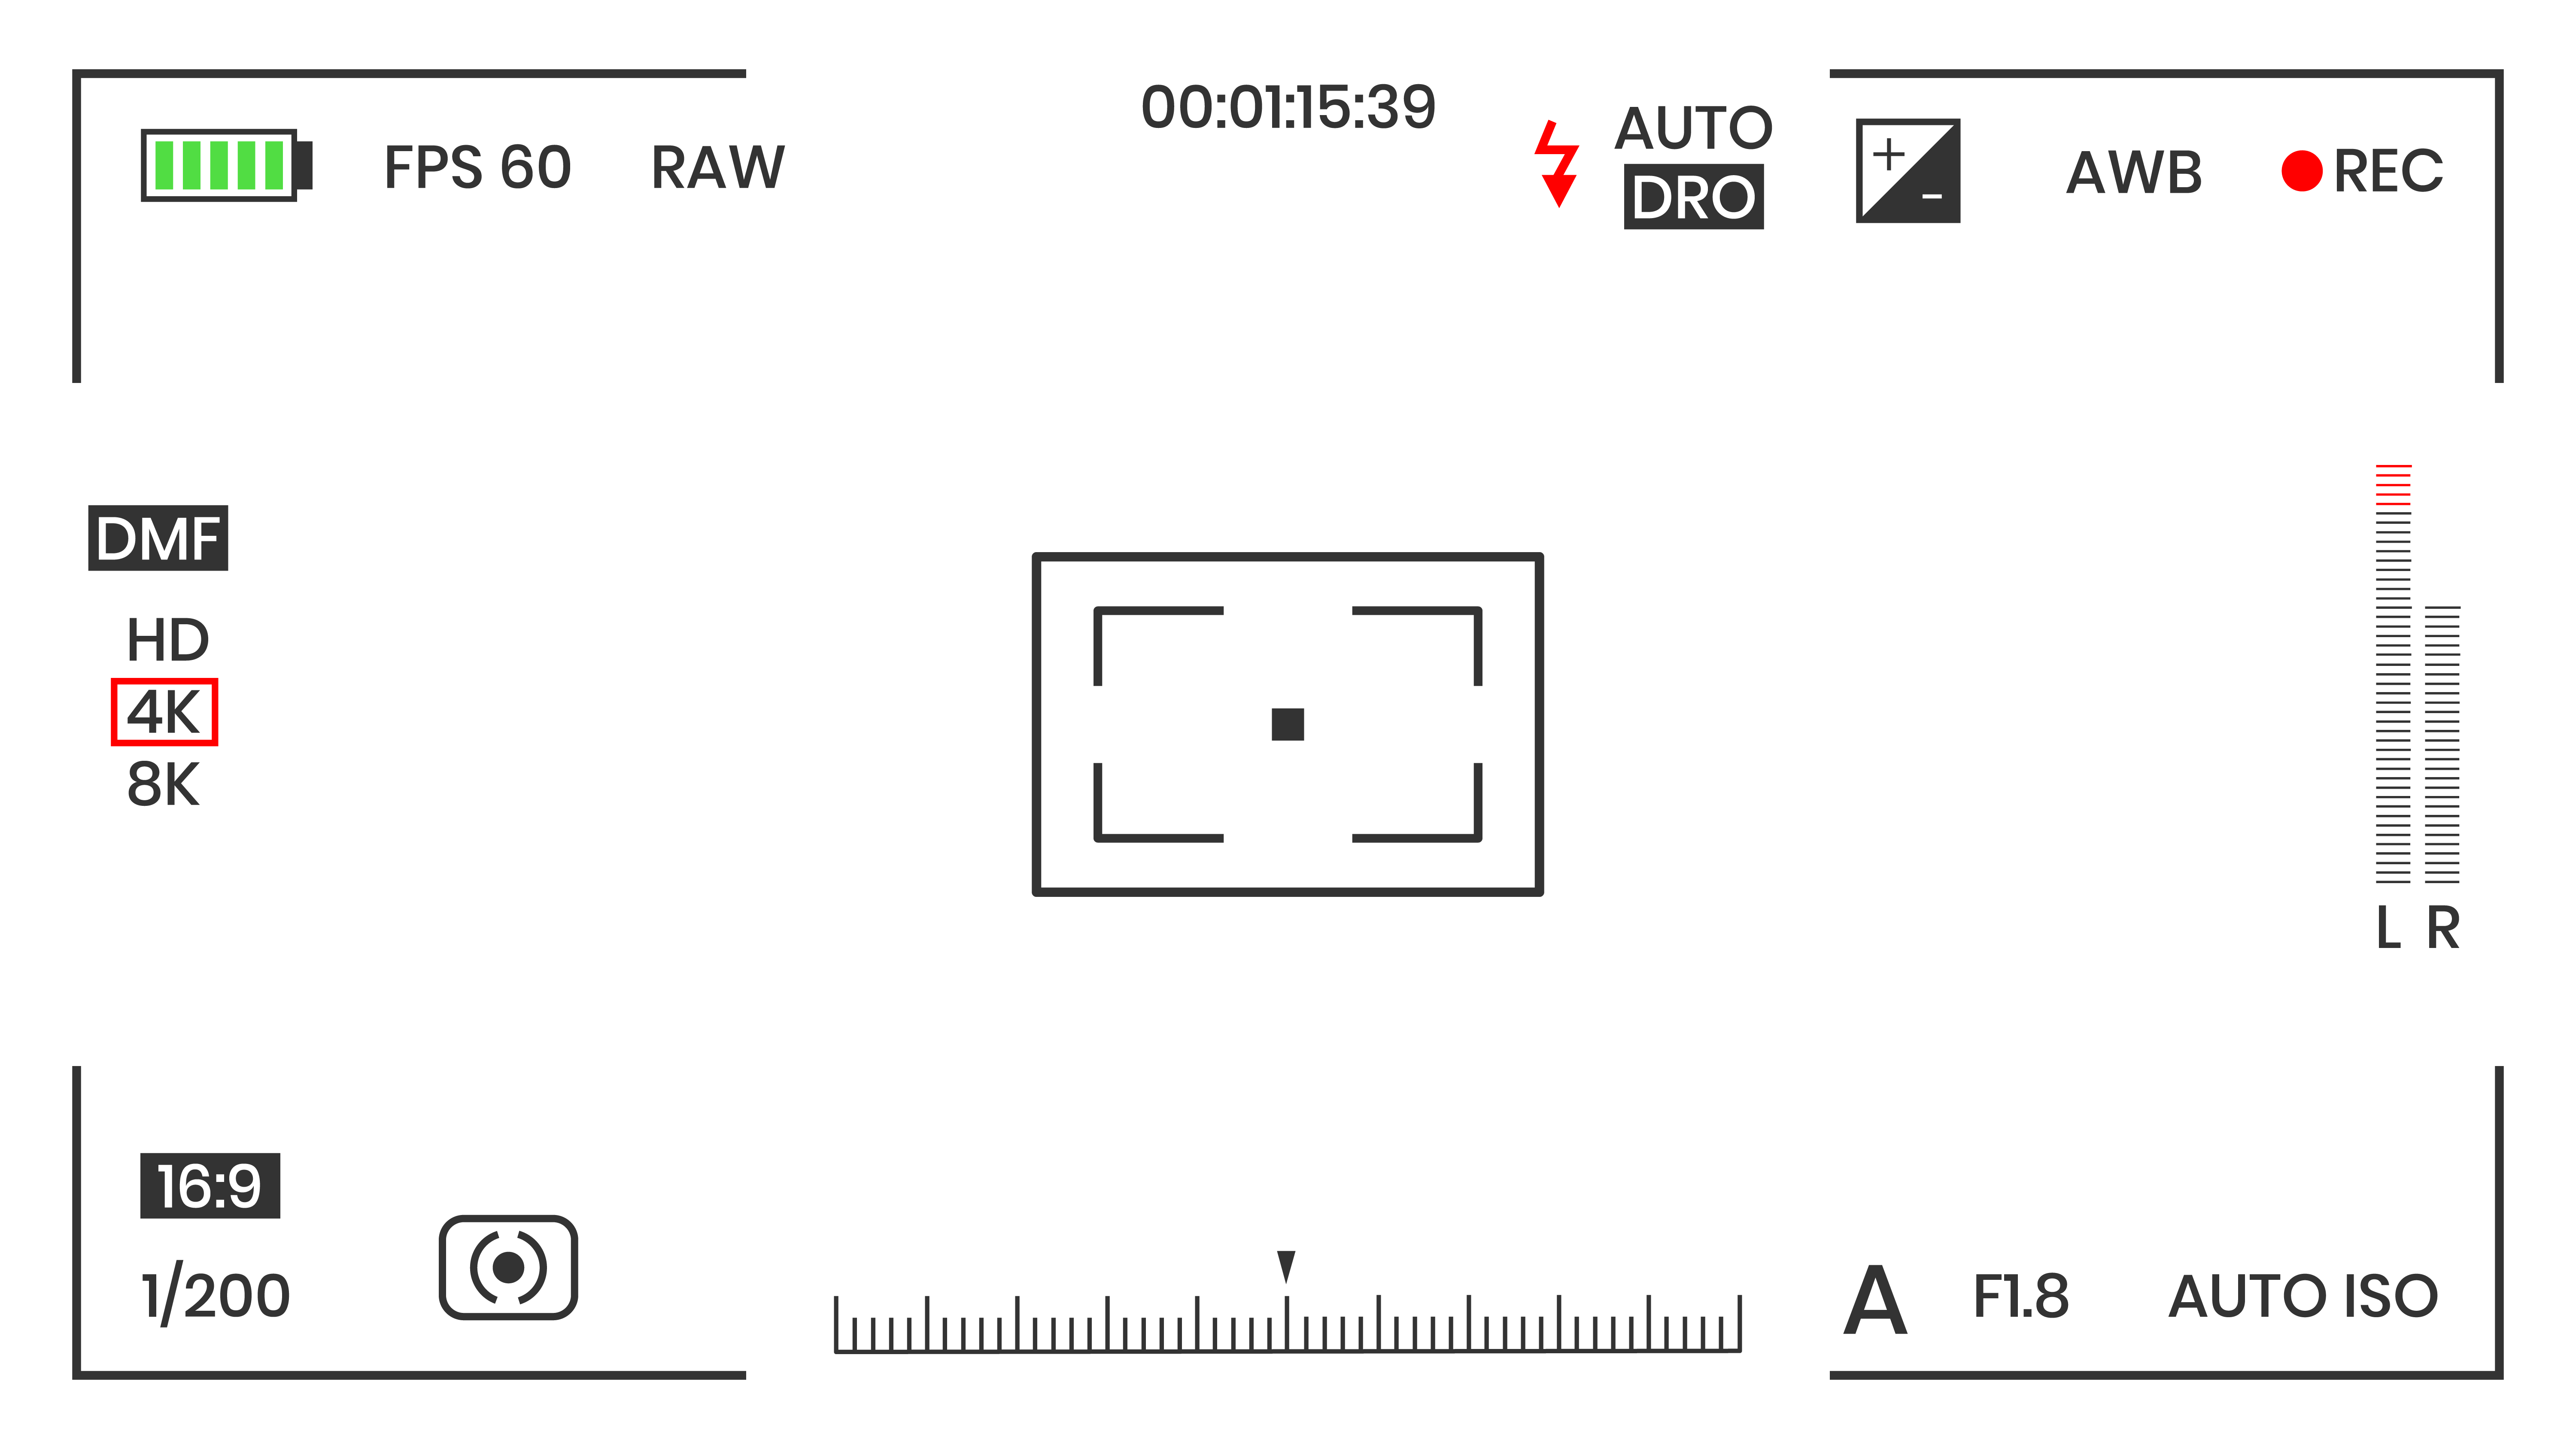 00:01:15:39
FPS 60 RAW
AUTO
DRO
+
-
AWB
REC
DMF
HD
4K
8K
L R
16:9
1/200
A F1.8 AUTO ISO